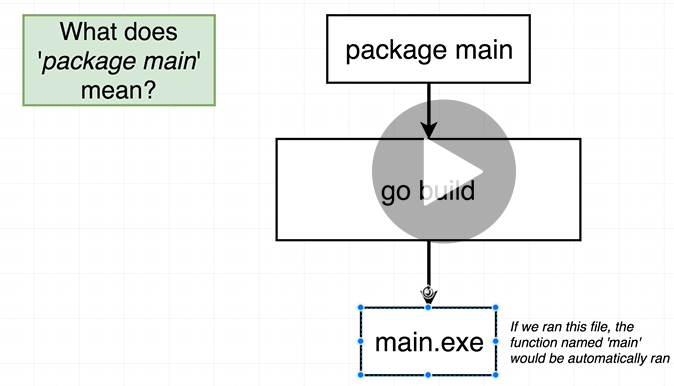 What does
'package main'
mean?
package main
go build
main.exe
If we ran this file, the
function named 'main'
would be automatically ran